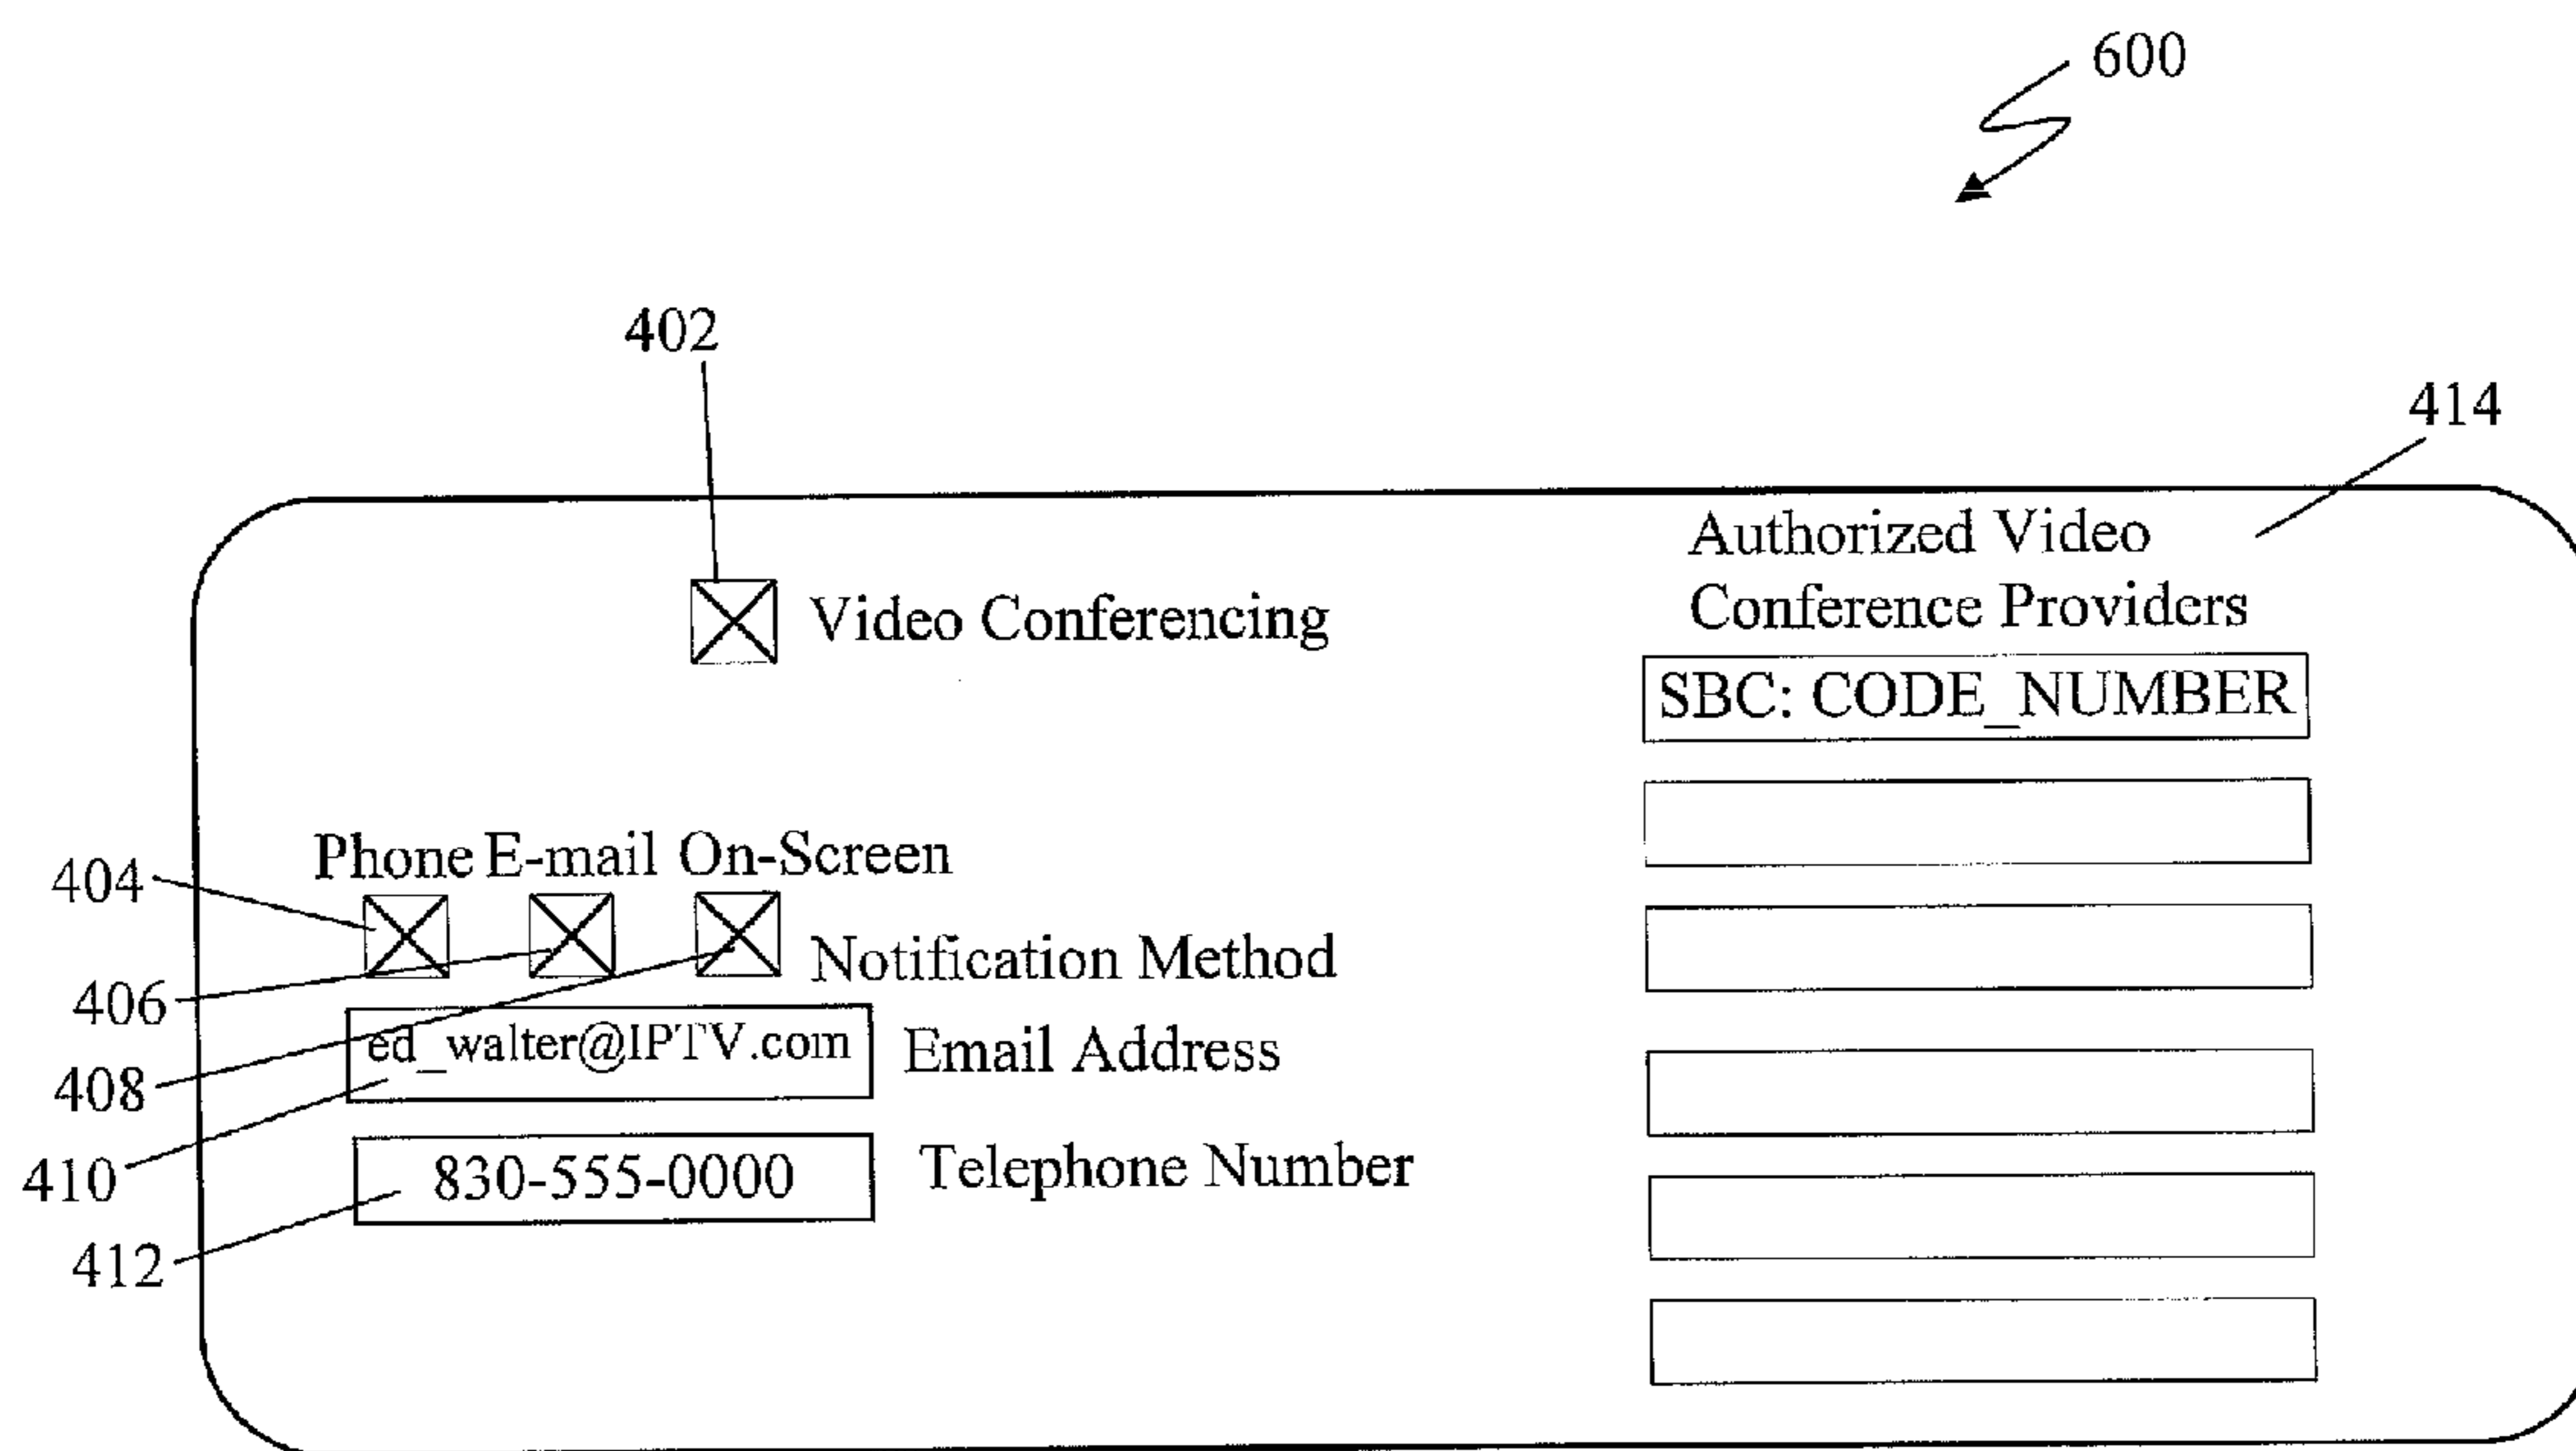 600
402
414
Authorized Video
Conference Providers
Video Conferencing
SBC: CODE_NUMBER
Phone E-mail On-Screen
404
Notification Method
406
ed_walter@IPTV.com Email Address
408
830-555-0000 Telephone Number
410
412